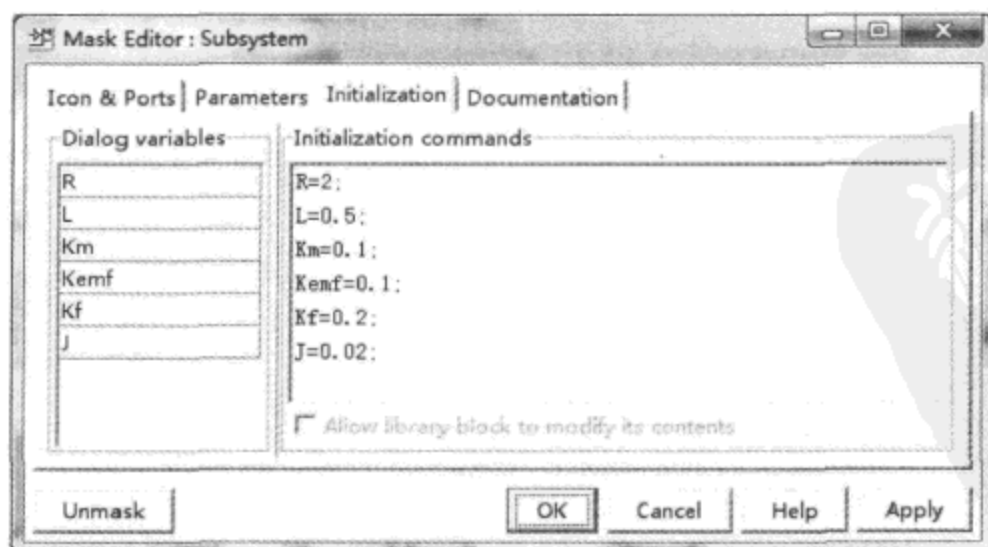 Mask Editor : Subsystem
Icon & Ports Parameters Initialization Documentation
Dialog variables
R
L
Km
Kemf
Kf
J
Initialization commands
R=2;
L=0.5;
Km=0.1;
Kemf=0.1;
Kf=0.2;
J=0.02;
Allow library block to modify its contents
Unmask OK Cancel Help Apply